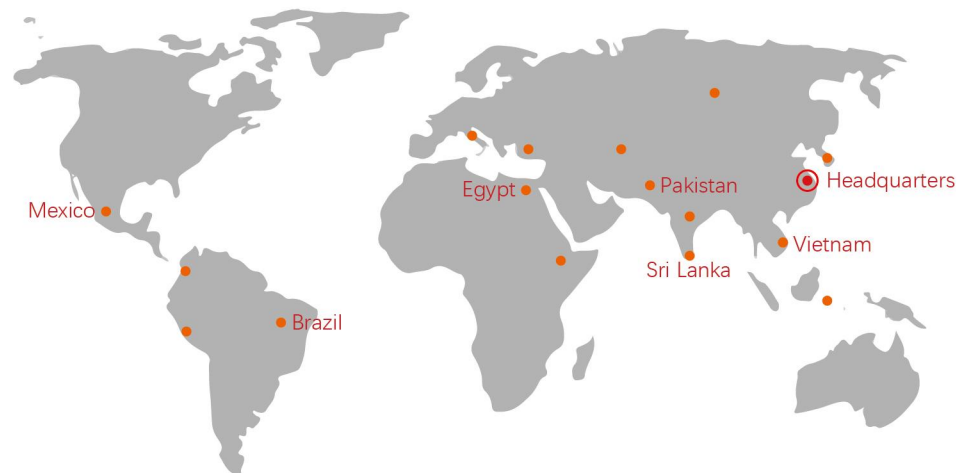 Egypt
Pakistan
Headquarters
Mexico
Vietnam
Sri Lanka
Brazil